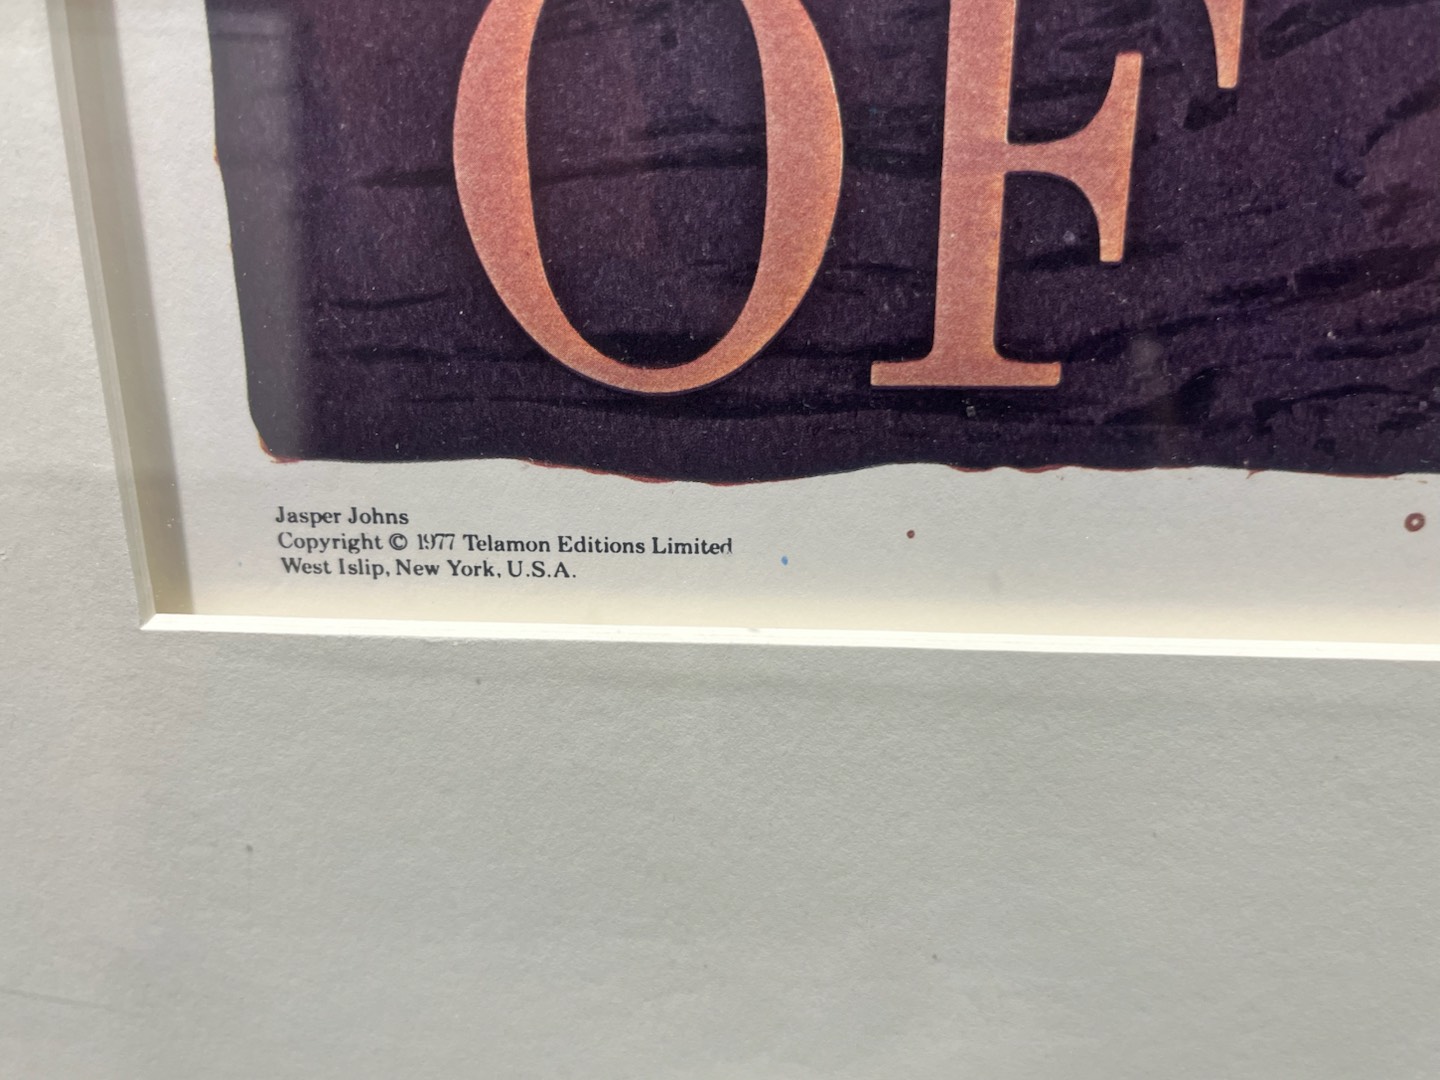 OF
Jasper Johns
Copyright © 1977 Telamon Editions Limited
West Islip, New York, U.S.A.